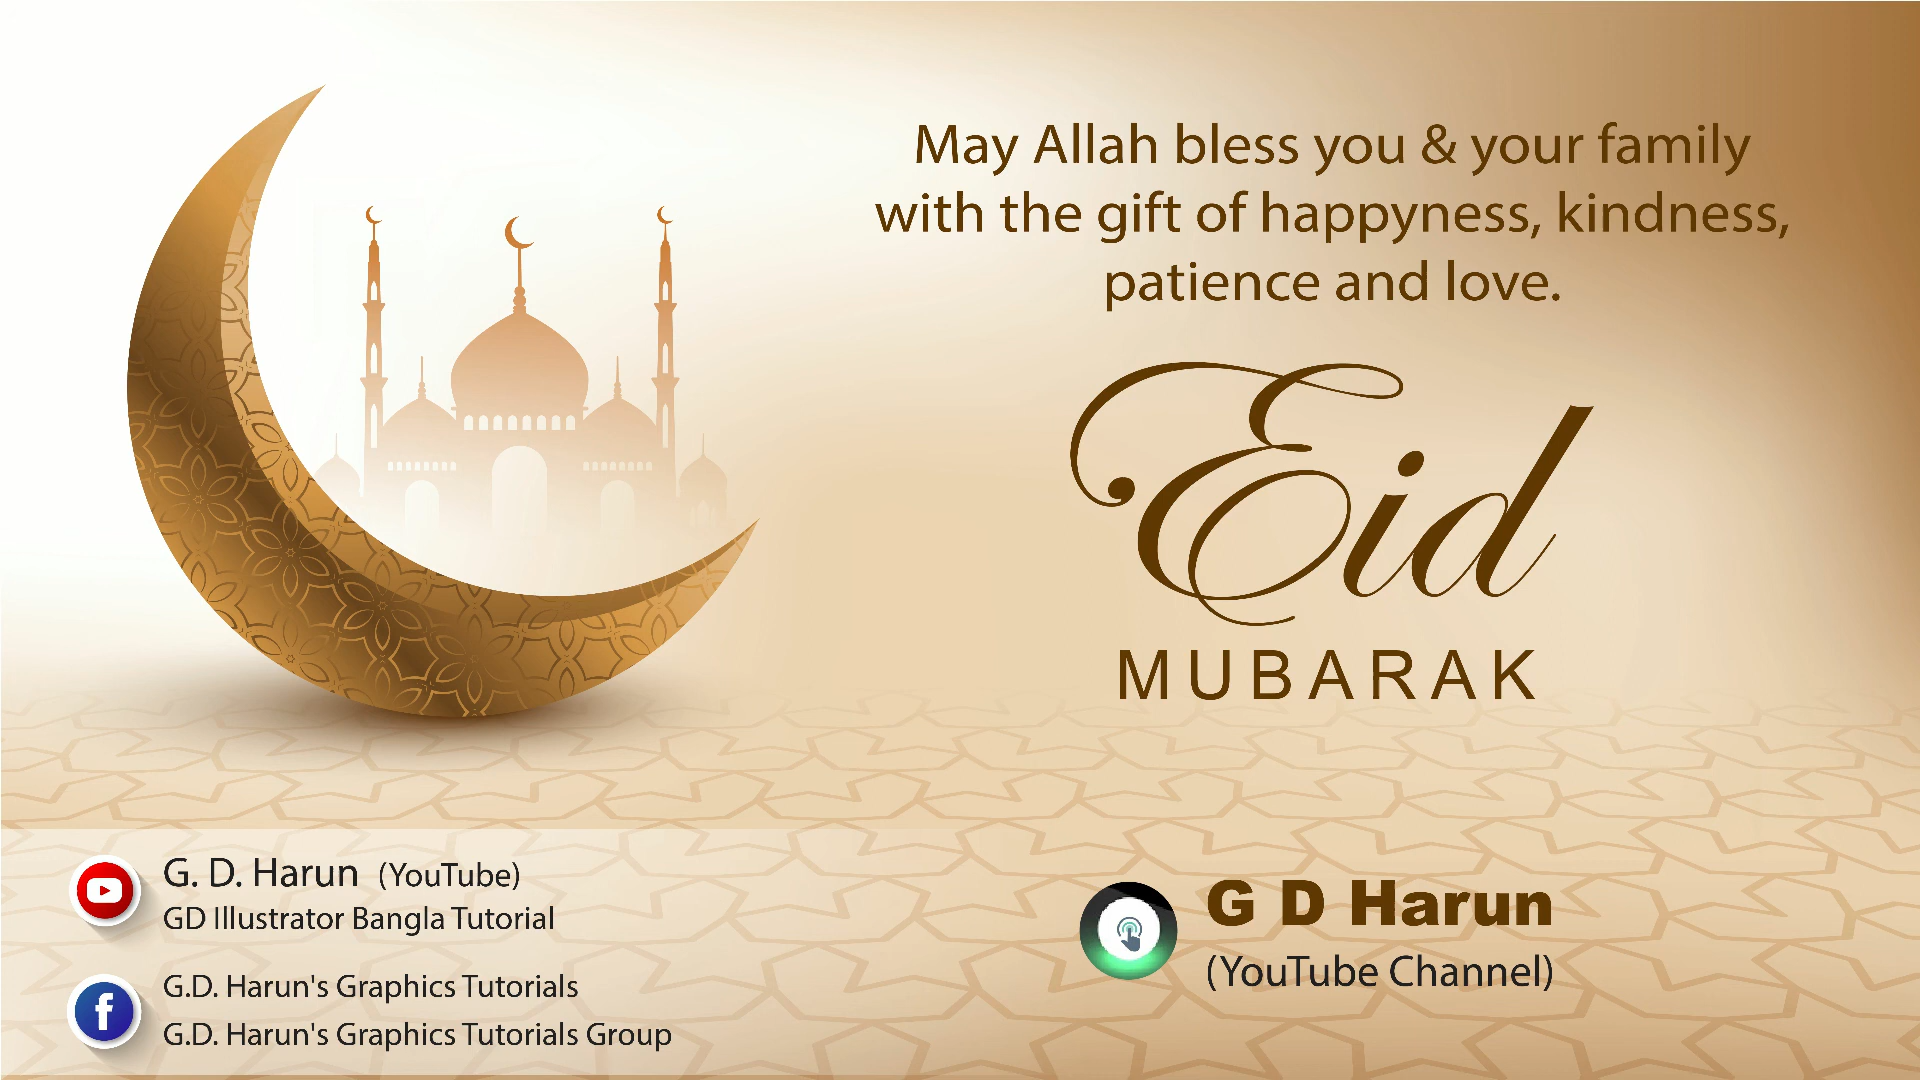 May Allah bless you & your family
with the gift of happyness, kindness,
patience and love.
Eid
MUBARAK
G. D. Harun (YouTube)
GD Illustrator Bangla Tutorial
G.D. Harun's Graphics Tutorials
G.D. Harun's Graphics Tutorials Group
G D Harun
(YouTube Channel)